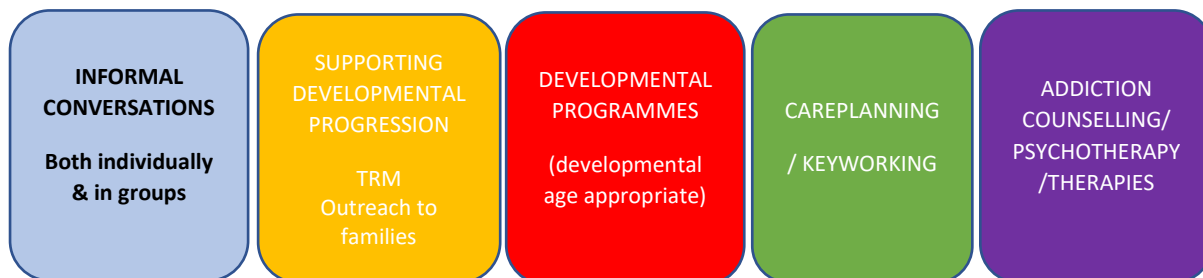 INFORMAL
CONVERSATIONS
Both individually
& in groups
SUPPORTING
DEVELOPMENTAL
PROGRESSION
TRM
Outreach to
families
DEVELOPMENTAL
PROGRAMMES
(developmental
age appropriate)
CAREPLANNING
/ KEYWORKING
ADDICTION
COUNSELLING/
PSYCHOTHERAPY
/THERAPIES